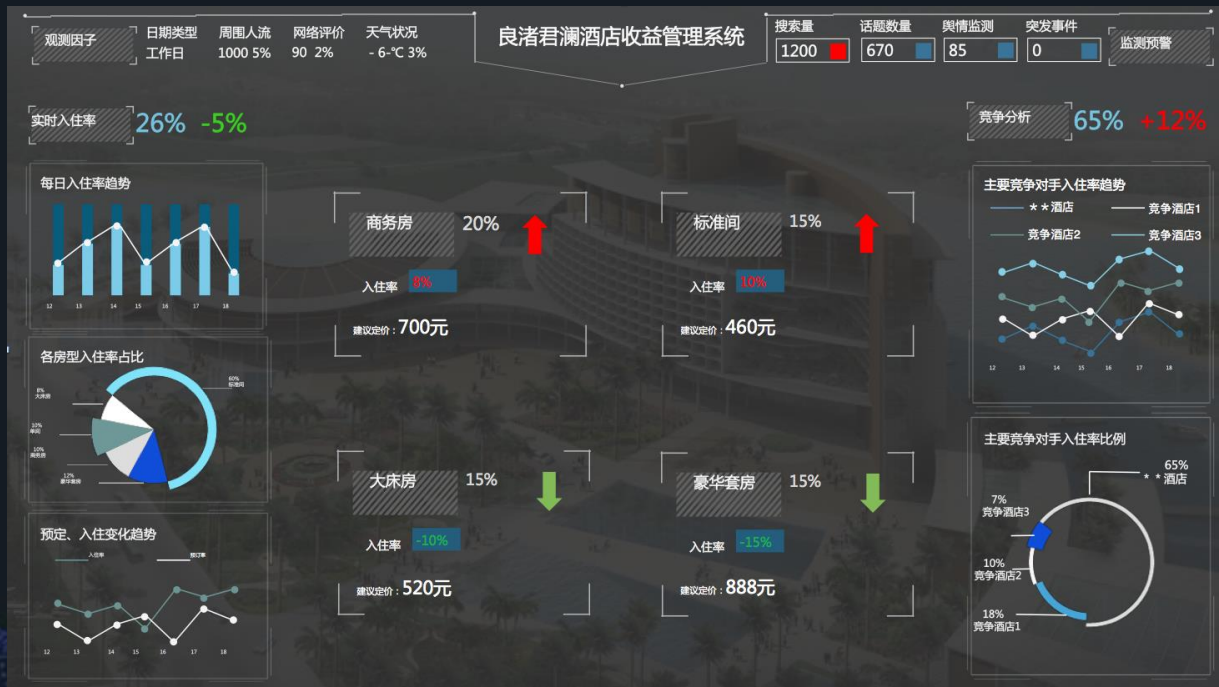 观测因子
日期类型 周围人流 网络评价 天气状况
工作日 1000 5% 90 2% - 6-℃ 3%
良渚君澜酒店收益管理系统
搜索量 话题数量 舆情监测 突发事件
1200 670 85 0
监测预警
实时入住率 26% -5%
竞争分析 65% +12%
每日入住率趋势
12 13 14 15 16 17 18
各房型入住率占比
60%
标准间
8%
大床房
10%
单间
10%
商务房
12%
豪华套房
预定、入住变化趋势
入住率 预订率
12 13 14 15 16 17 18
商务房 20%
入住率 8%
建议定价：700元
标准间 15%
入住率 10%
建议定价：460元
大床房 15%
入住率 -10%
建议定价：520元
豪华套房 15%
入住率 -15%
建议定价：888元
主要竞争对手入住率趋势
**酒店 竞争酒店1
竞争酒店2 竞争酒店3
12 13 14 15 16 17 18
主要竞争对手入住率比例
65%
**酒店
7%
竞争酒店3
10%
竞争酒店2
18%
竞争酒店1